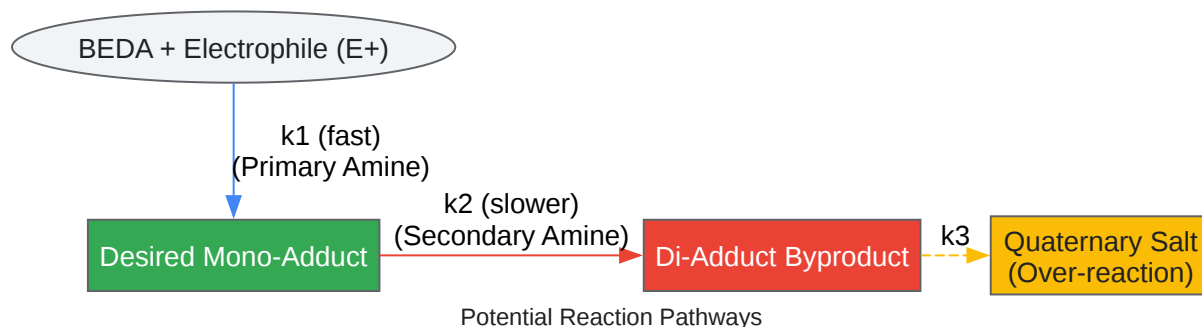 BEDA + Electrophile (E+)
k1 (fast)
(Primary Amine)
Desired Mono-Adduct
k2 (slower)
(Secondary Amine)
Di-Adduct Byproduct
k3
Quaternary Salt
(Over-reaction)
Potential Reaction Pathways